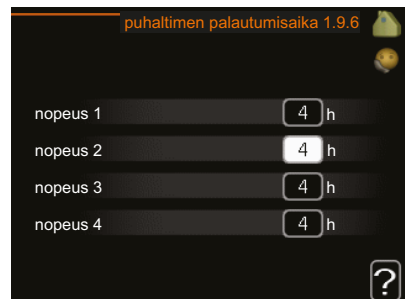 puhaltimen palautumisaika 1.9.6
nopeus 1 4 h
nopeus 2 4 h
nopeus 3 4 h
nopeus 4 4 h
?